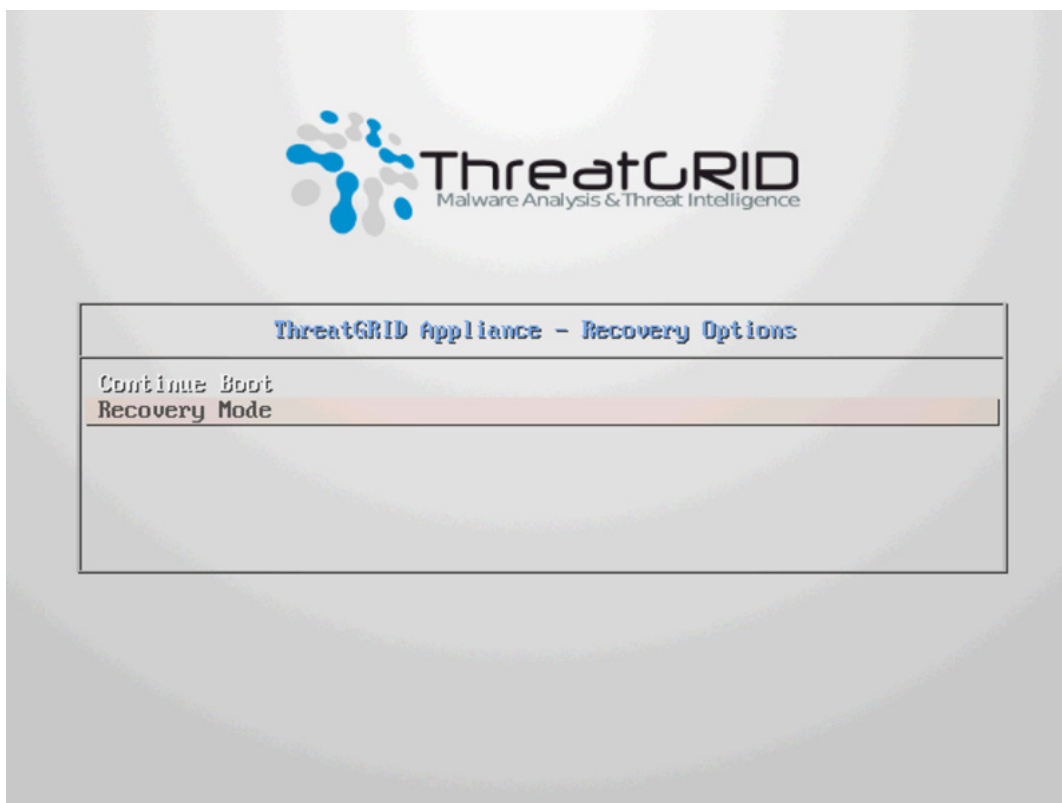 ThreatGRID
Malware Analysis & Threat Intelligence
ThreatGRID Appliance - Recovery Options
Continue Boot
Recovery Mode